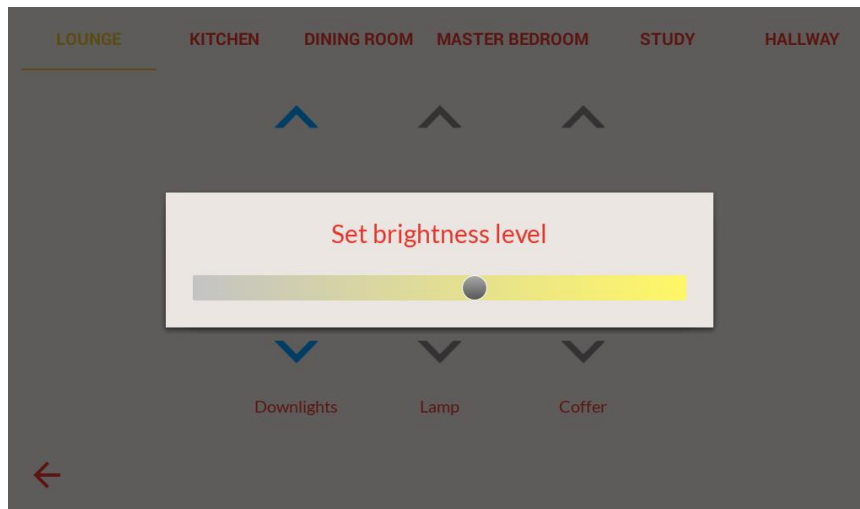 LOUNGE KITCHEN DINING ROOM MASTER BEDROOM STUDY HALLWAY
Set brightness level
Downlights Lamp Coffer